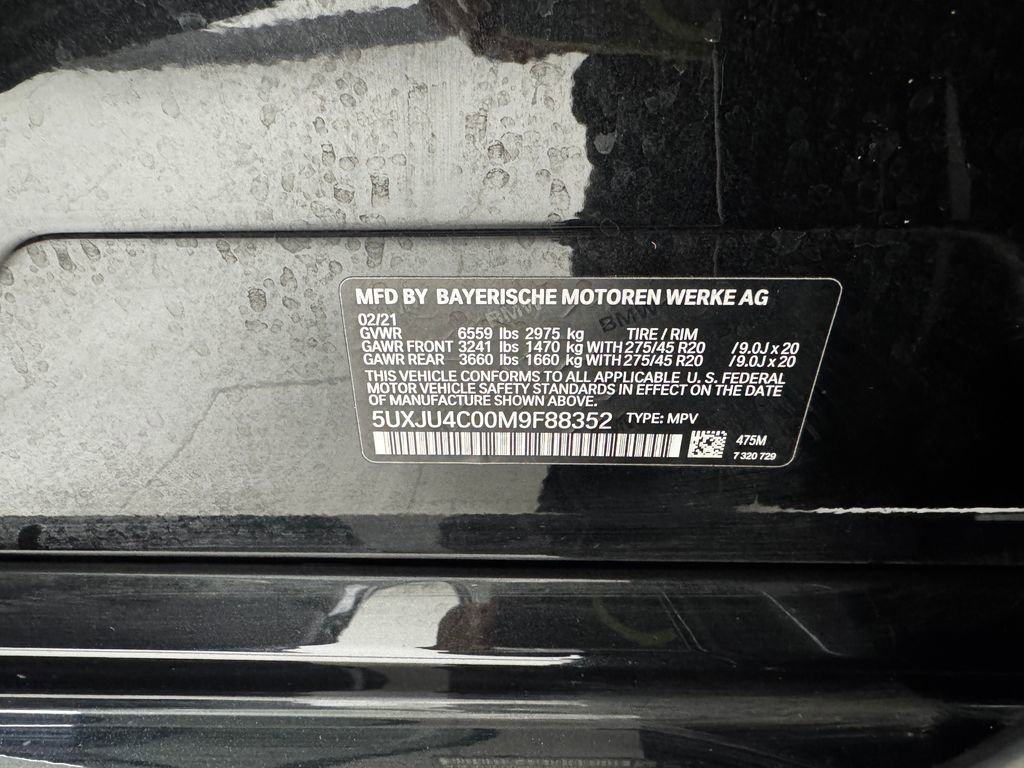 MFD BY BAYERISCHE MOTOREN WERKE AG
02/21
GVWR 6559 lbs 2975 kg TIRE / RIM
GAWR FRONT 3241 lbs 1470 kg WITH 275/45 R20 /9.0J x 20
GAWR REAR 3660 lbs 1660 kg WITH 275/45 R20 /9.0J x 20
THIS VEHICLE CONFORMS TO ALL APPLICABLE U.S. FEDERAL
MOTOR VEHICLE SAFETY STANDARDS IN EFFECT ON THE DATE
OF MANUFACTURE SHOWN ABOVE.
5UXJU4C00M9F88352 TYPE: MPV
475M
7 320 729
BMW
BMW